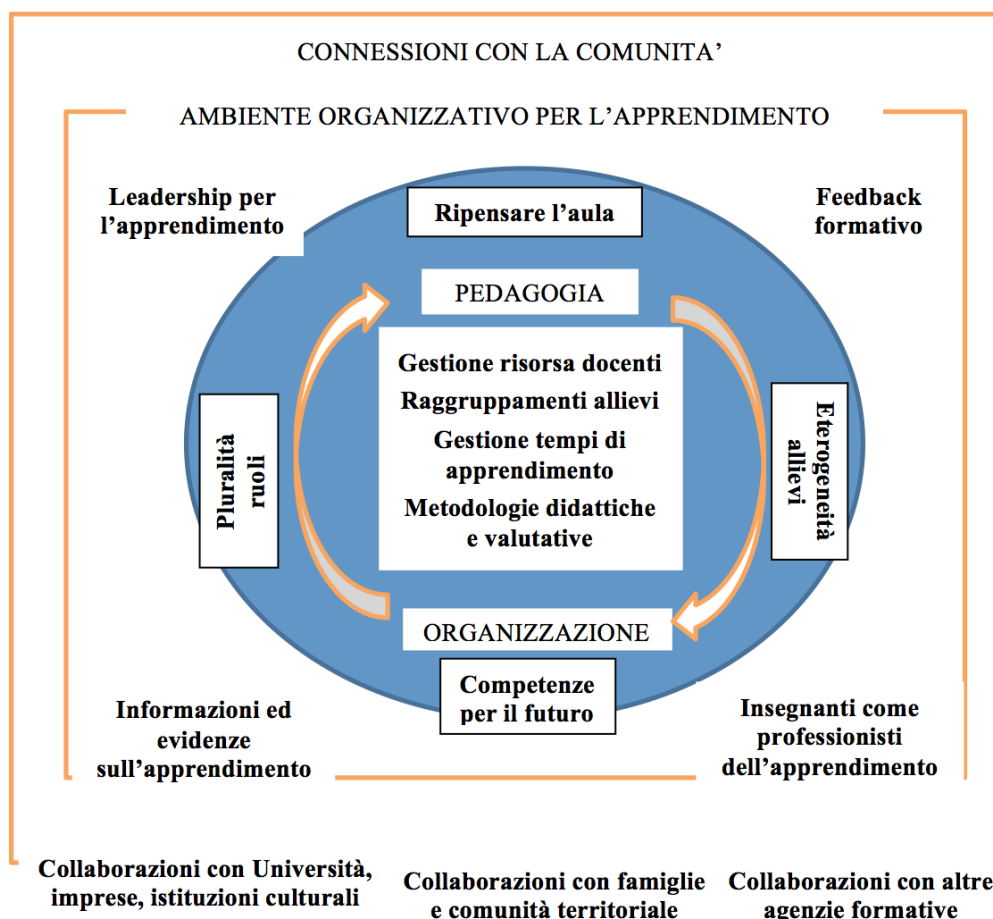 CONNESSIONI CON LA COMUNITA’
AMBIENTE ORGANIZZATIVO PER L’APPRENDIMENTO
Leadership per
l’apprendimento
Ripensare l’aula
Feedback
formativo
PEDAGOGIA
Gestione risorsa docenti
Raggruppamenti allievi
Gestione tempi di
apprendimento
Metodologie didattiche
e valutative
Pluralità
ruoli
Eterogeneità
allievi
ORGANIZZAZIONE
Competenze
per il futuro
Informazioni ed
evidenze
sull’apprendimento
Insegnanti come
professionisti
dell’apprendimento
Collaborazioni con Università,
imprese, istituzioni culturali
Collaborazioni con famiglie
e comunità territoriale
Collaborazioni con altre
agenzie formative